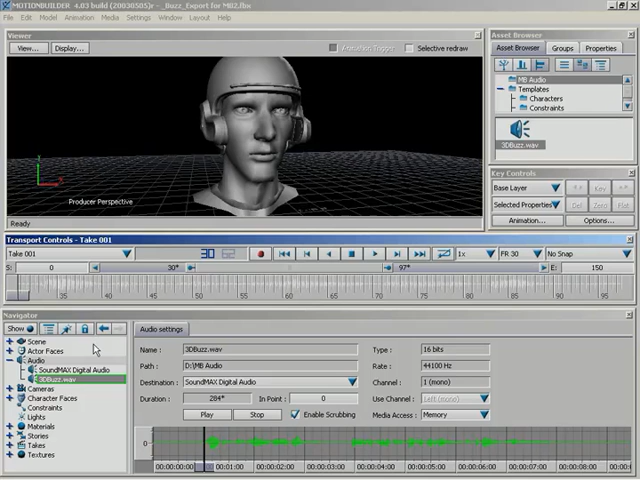 MOTIONBUILDER 4.03 build (20030505)r - _Buzz_Export for M02.fbx
File Edit Model Animation Media Settings Window Layout Help
Viewer
View... Display... Animation Trigger Selective redraw
Producer Perspective
Ready
Asset Browser
Asset Browser Groups Properties
MB Audio
Templates
Characters
Constraints
3DBuzz.wav
Key Controls
Base Layer Key
Selected Properties Del Zero Flat
Animation... Options...
Transport Controls - Take 001
Take 001 3D 1x FR 30 No Snap
S: 0 30* 97* E: 150
35 40 45 50 55 60 65 70 75 80 85 90 95
Navigator
Show
Scene
Actor Faces
Audio
SoundMAX Digital Audio
3DBuzz.wav
Cameras
Character Faces
Constraints
Lights
Materials
Stories
Takes
Textures
Audio settings
Name: 3DBuzz.wav Type: 16 bits
Path: D:\MB Audio Rate: 44100 Hz
Destination: SoundMAX Digital Audio Channel: 1 (mono)
Duration: 284* In Point: 0 Use Channel: Left (mono)
Play Stop Enable Scrubbing Media Access: Memory
0
00:00:00:00 00:01:00 00:00:02:00 00:00:03:00 00:00:04:00 00:00:05:00 00:00:06:00 00:00:07:00 00:00:08:00